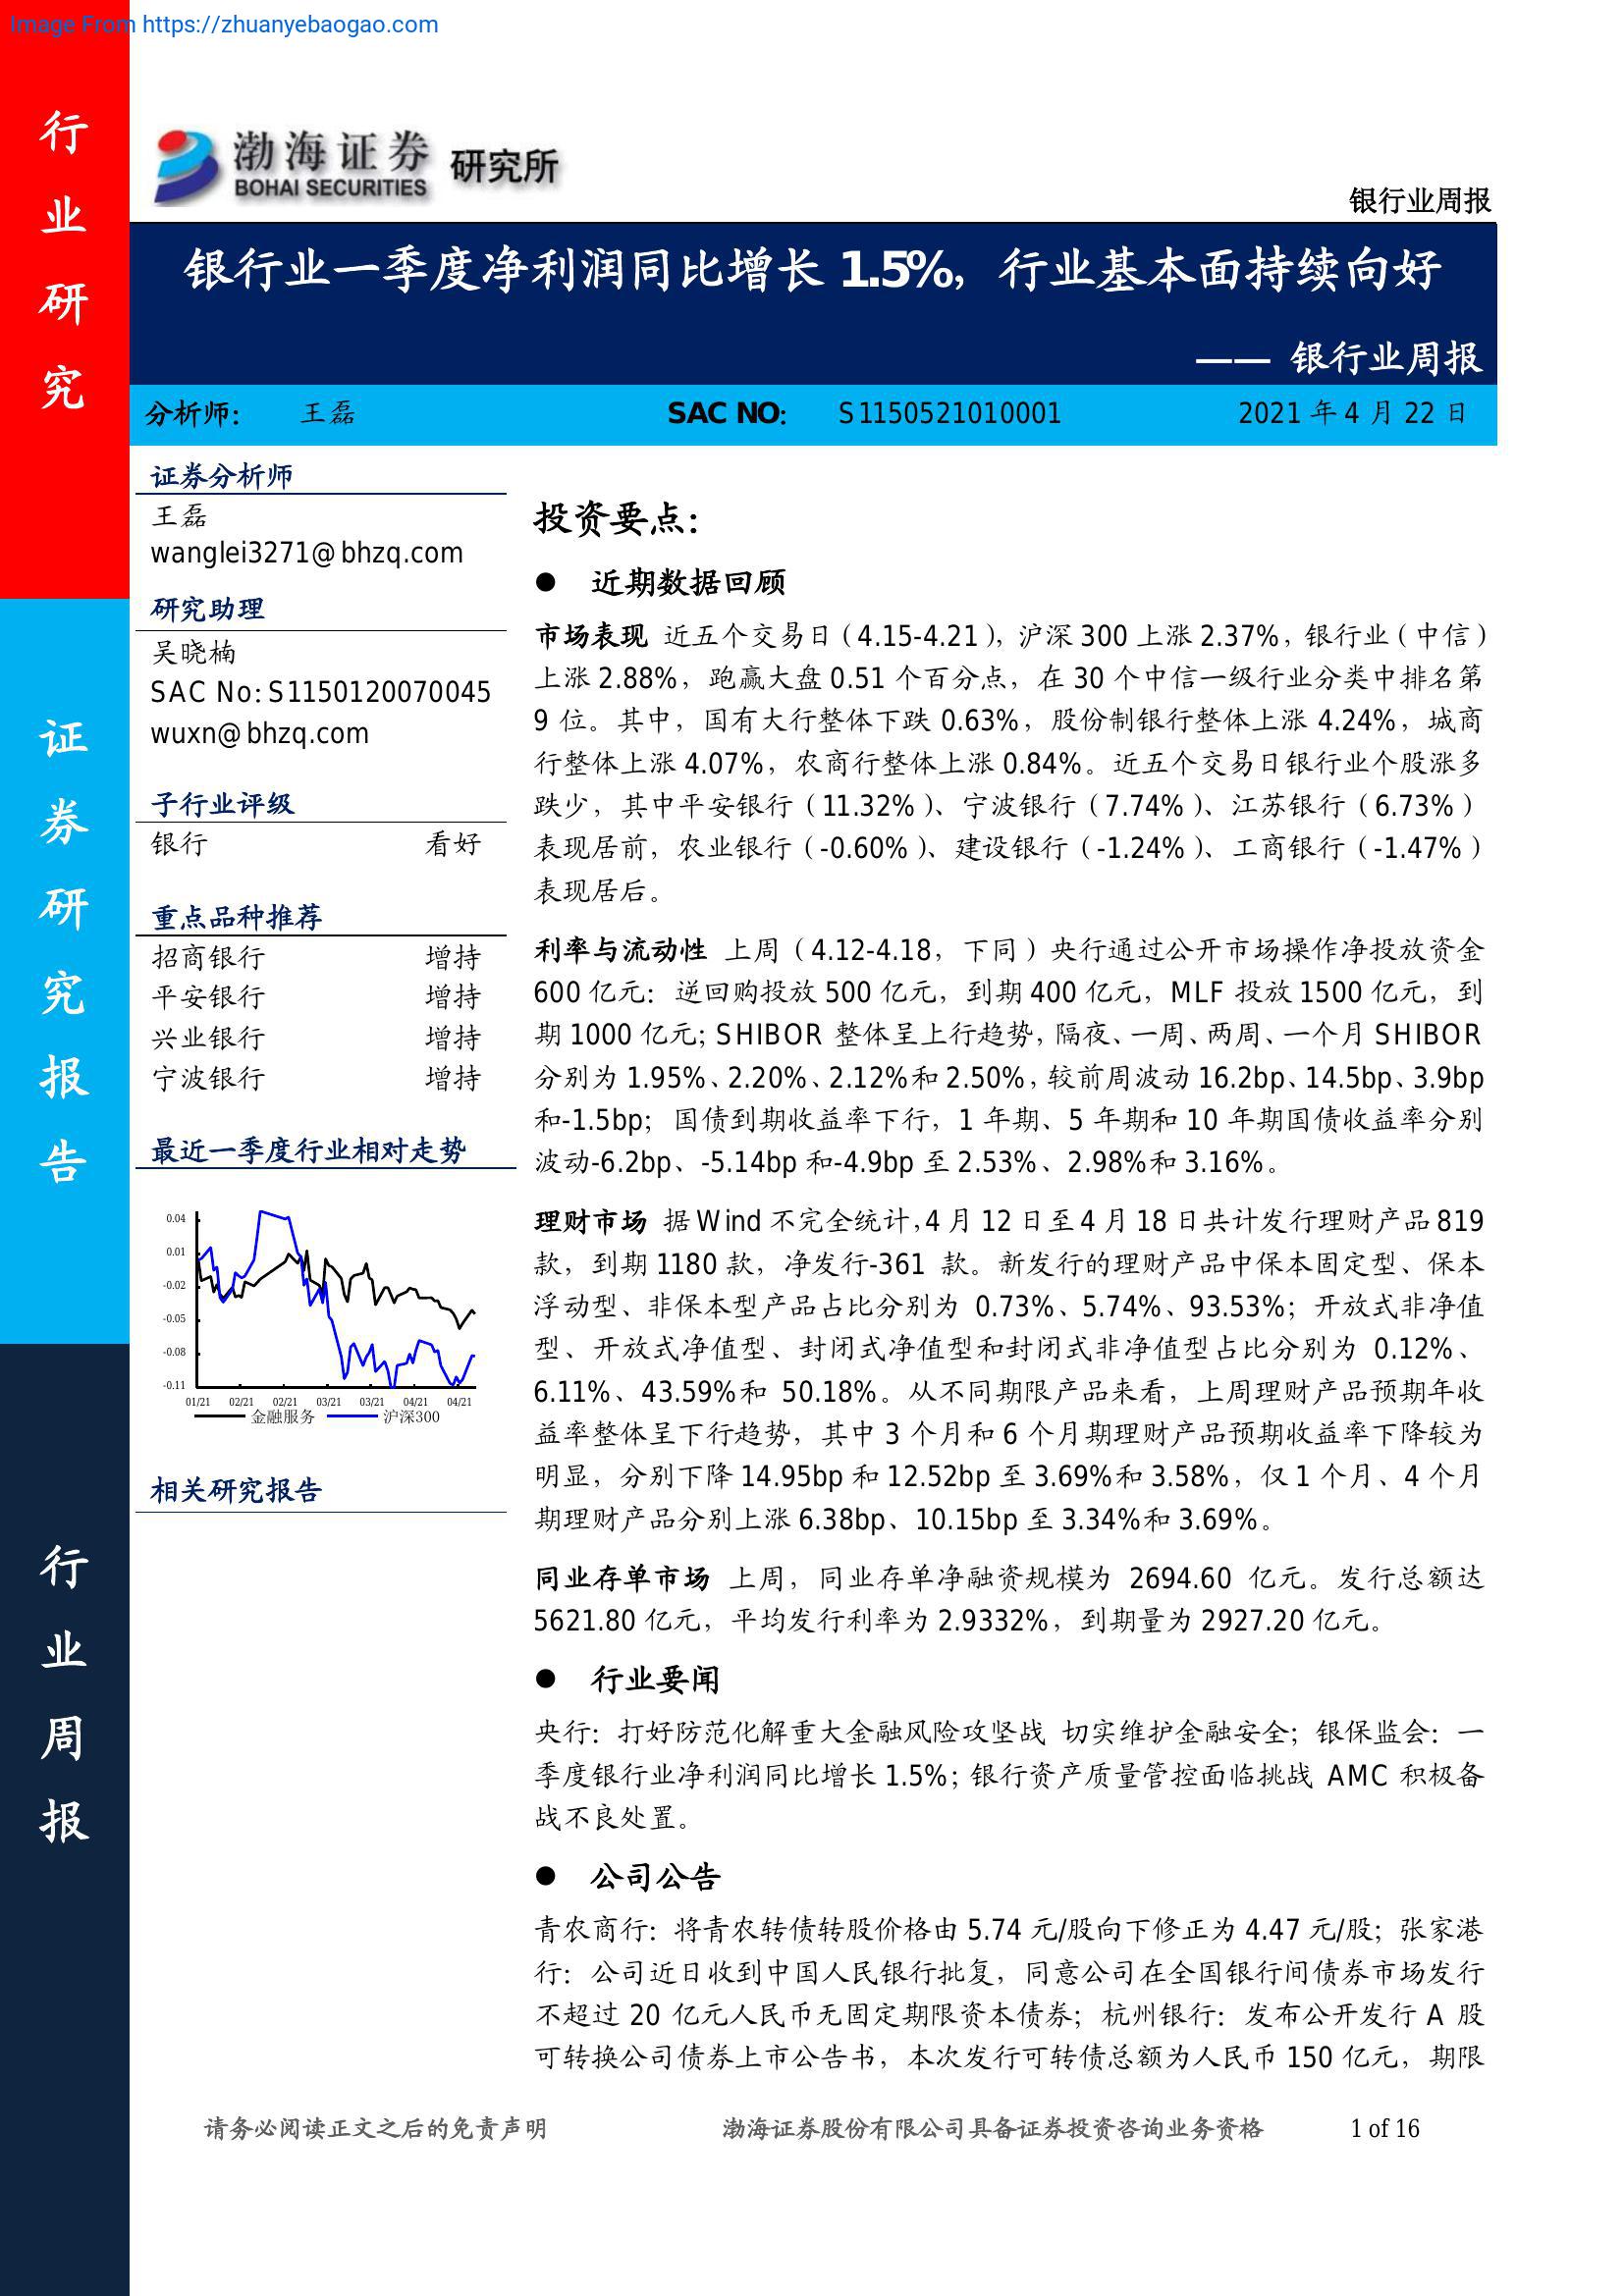 Image From https://zhuanyebaogao.com
行
业
研
究
证
券
研
究
报
告
行
业
周
报
渤海证券 研究所
BOHAI SECURITIES
银行业周报
银行业一季度净利润同比增长 1.5%，行业基本面持续向好
—— 银行业周报
分析师： 王磊 SAC NO： S1150521010001 2021 年 4 月 22 日
证券分析师
王磊
wanglei3271@bhzq.com
研究助理
吴晓楠
SAC No:S1150120070045
wuxn@bhzq.com
子行业评级
银行 看好
重点品种推荐
招商银行 增持
平安银行 增持
兴业银行 增持
宁波银行 增持
最近一季度行业相对走势
0.04
0.01
-0.02
-0.05
-0.08
-0.11
01/21 02/21 02/21 03/21 03/21 04/21 04/21
金融服务 沪深300
相关研究报告
投资要点：
● 近期数据回顾
市场表现 近五个交易日（4.15-4.21），沪深 300 上涨 2.37%，银行业（中信）
上涨 2.88%，跑赢大盘 0.51 个百分点，在 30 个中信一级行业分类中排名第
9 位。其中，国有大行整体下跌 0.63%，股份制银行整体上涨 4.24%，城商
行整体上涨 4.07%，农商行整体上涨 0.84%。近五个交易日银行业个股涨多
跌少，其中平安银行（11.32%）、宁波银行（7.74%）、江苏银行（6.73%）
表现居前，农业银行（-0.60%）、建设银行（-1.24%）、工商银行（-1.47%）
表现居后。
利率与流动性 上周（4.12-4.18，下同）央行通过公开市场操作净投放资金
600 亿元：逆回购投放 500 亿元，到期 400 亿元，MLF 投放 1500 亿元，到
期 1000 亿元；SHIBOR 整体呈上行趋势，隔夜、一周、两周、一个月 SHIBOR
分别为 1.95%、2.20%、2.12%和 2.50%，较前周波动 16.2bp、14.5bp、3.9bp
和-1.5bp；国债到期收益率下行，1 年期、5 年期和 10 年期国债收益率分别
波动-6.2bp、-5.14bp 和-4.9bp 至 2.53%、2.98%和 3.16%。
理财市场 据 Wind 不完全统计，4 月 12 日至 4 月 18 日共计发行理财产品 819
款，到期 1180 款，净发行-361 款。新发行的理财产品中保本固定型、保本
浮动型、非保本型产品占比分别为 0.73%、5.74%、93.53%；开放式非净值
型、开放式净值型、封闭式净值型和封闭式非净值型占比分别为 0.12%、
6.11%、43.59%和 50.18%。从不同期限产品来看，上周理财产品预期年收
益率整体呈下行趋势，其中 3 个月和 6 个月期理财产品预期收益率下降较为
明显，分别下降 14.95bp 和 12.52bp 至 3.69%和 3.58%，仅 1 个月、4 个月
期理财产品分别上涨 6.38bp、10.15bp 至 3.34%和 3.69%。
同业存单市场 上周，同业存单净融资规模为 2694.60 亿元。发行总额达
5621.80 亿元，平均发行利率为 2.9332%，到期量为 2927.20 亿元。
● 行业要闻
央行：打好防范化解重大金融风险攻坚战 切实维护金融安全；银保监会：一
季度银行业净利润同比增长 1.5%；银行资产质量管控面临挑战 AMC 积极备
战不良处置。
● 公司公告
青农商行：将青农转债转股价格由 5.74 元/股向下修正为 4.47 元/股；张家港
行：公司近日收到中国人民银行批复，同意公司在全国银行间债券市场发行
不超过 20 亿元人民币无固定期限资本债券；杭州银行：发布公开发行 A 股
可转换公司债券上市公告书，本次发行可转债总额为人民币 150 亿元，期限
请务必阅读正文之后的免责声明 渤海证券股份有限公司具备证券投资咨询业务资格 1 of 16